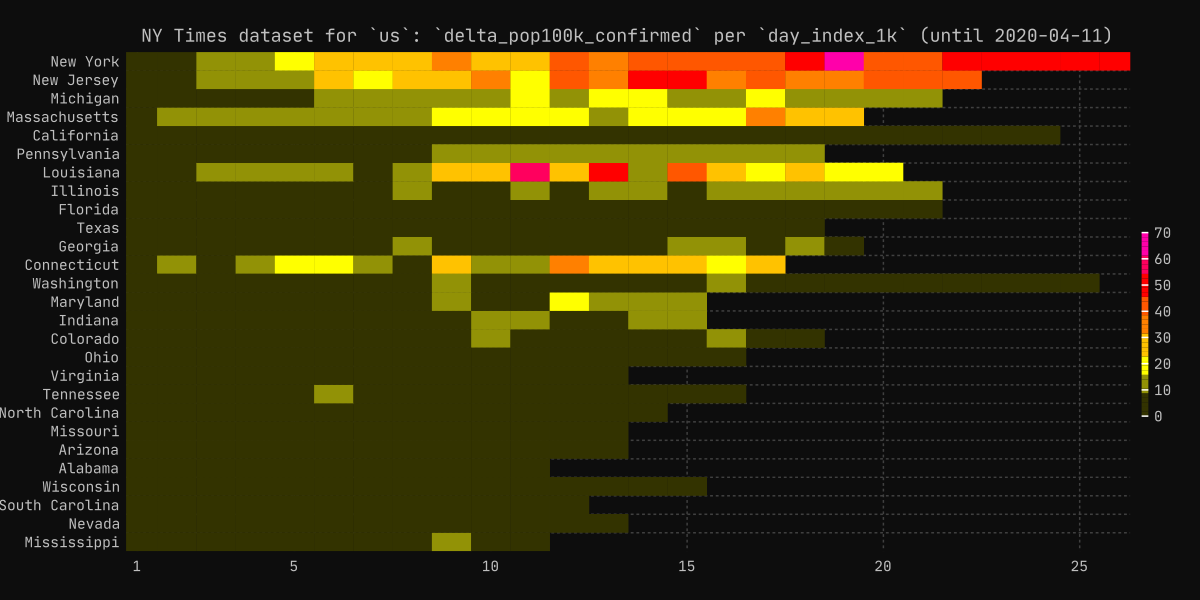 NY Times dataset for `us`: `delta_pop100k_confirmed` per `day_index_1k` (until 2020-04-11)
New York
New Jersey
Michigan
Massachusetts
California
Pennsylvania
Louisiana
Illinois
Florida
Texas
Georgia
Connecticut
Washington
Maryland
Indiana
Colorado
Ohio
Virginia
Tennessee
North Carolina
Missouri
Arizona
Alabama
Wisconsin
South Carolina
Nevada
Mississippi
1 5 10 15 20 25
70
60
50
40
30
20
10
0